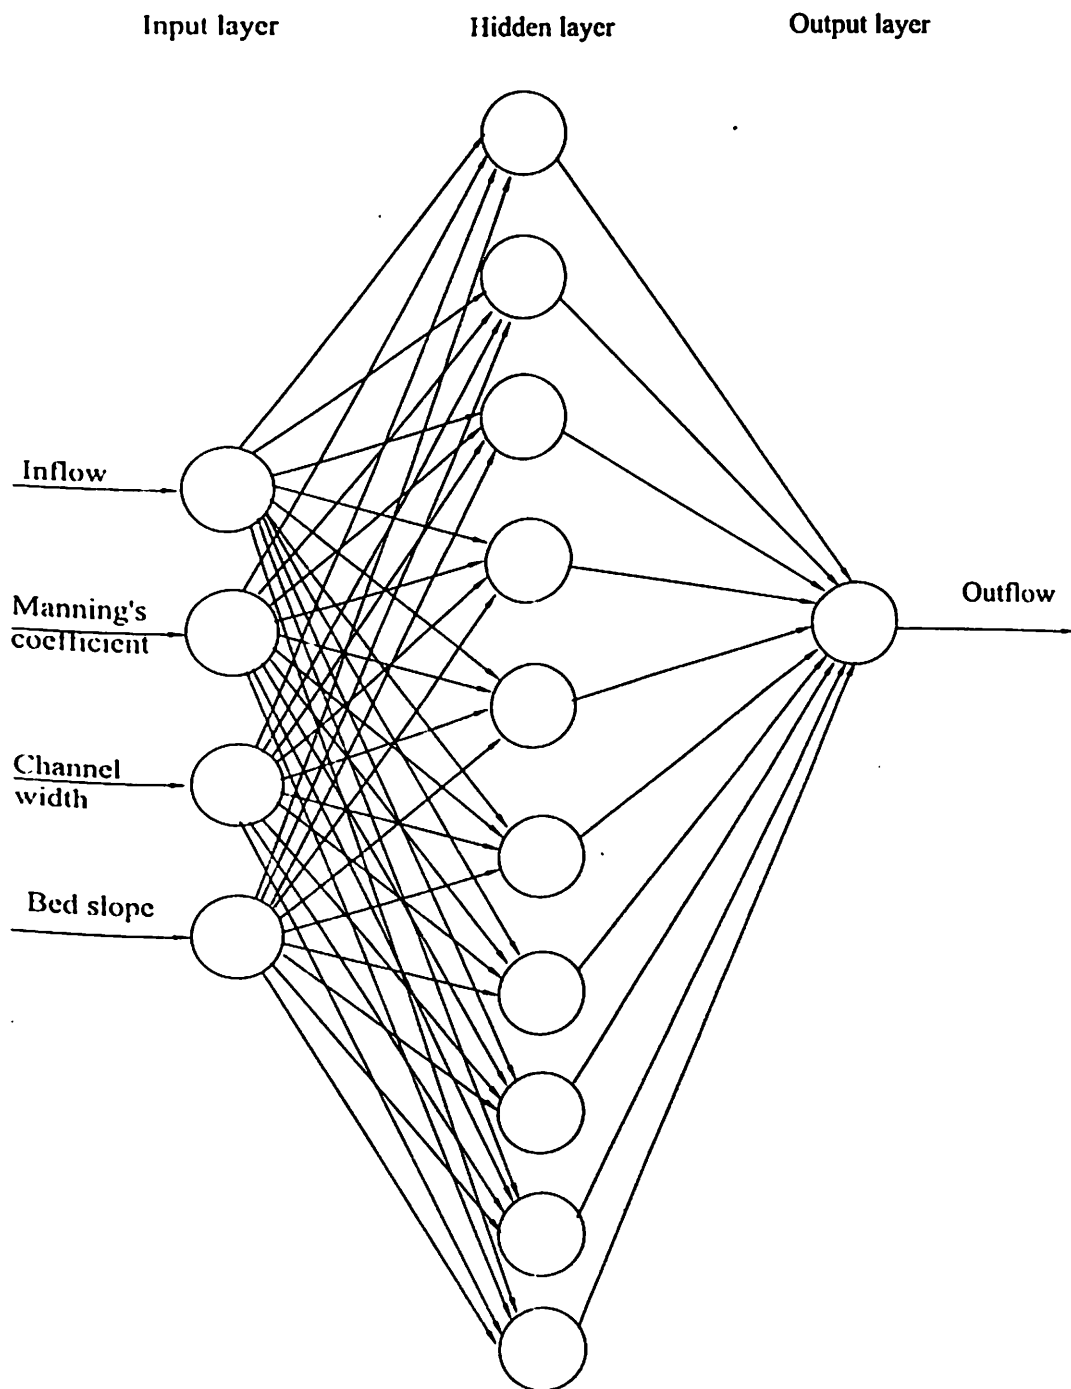 Input layer
Hidden layer
Output layer
Inflow
Manning's
coefficient
Channel
width
Bed slope
Outflow